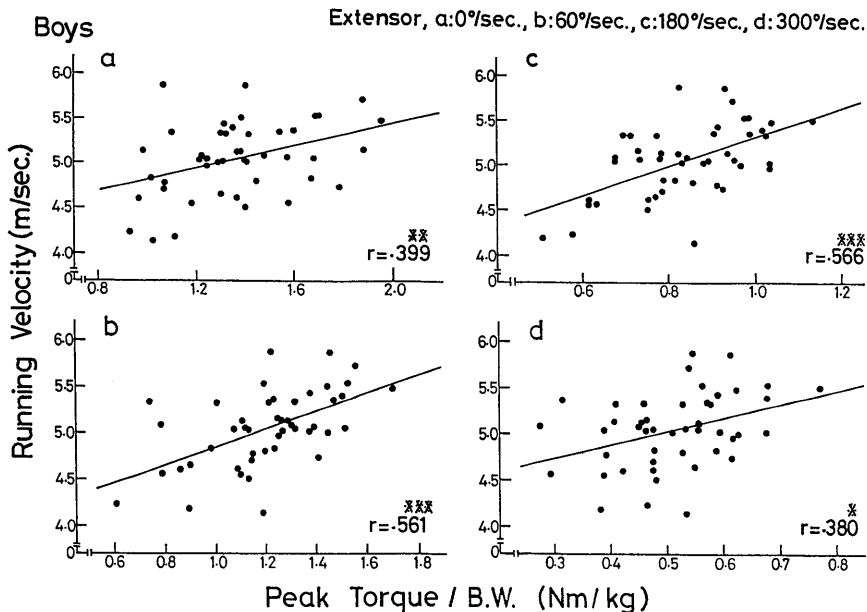 Boys
Extensor, a:0°/sec., b:60°/sec., c:180°/sec., d:300°/sec.
a
6.0
5.5
5.0
4.5
4.0
0
0.8 1.2 1.6 2.0
**
r=.399
c
6.0
5.5
5.0
4.5
4.0
0
0.6 0.8 1.0
***
r=.566
b
6.0
5.5
5.0
4.5
4.0
0
0.6 0.8 1.0 1.2 1.4 1.6 1.8
***
r=.561
d
6.0
5.5
5.0
4.5
4.0
0
0.3 0.4 0.5 0.6 0.7 0.8
*
r=.380
Running Velocity (m/sec.)
Peak Torque / B.W. (Nm/kg)